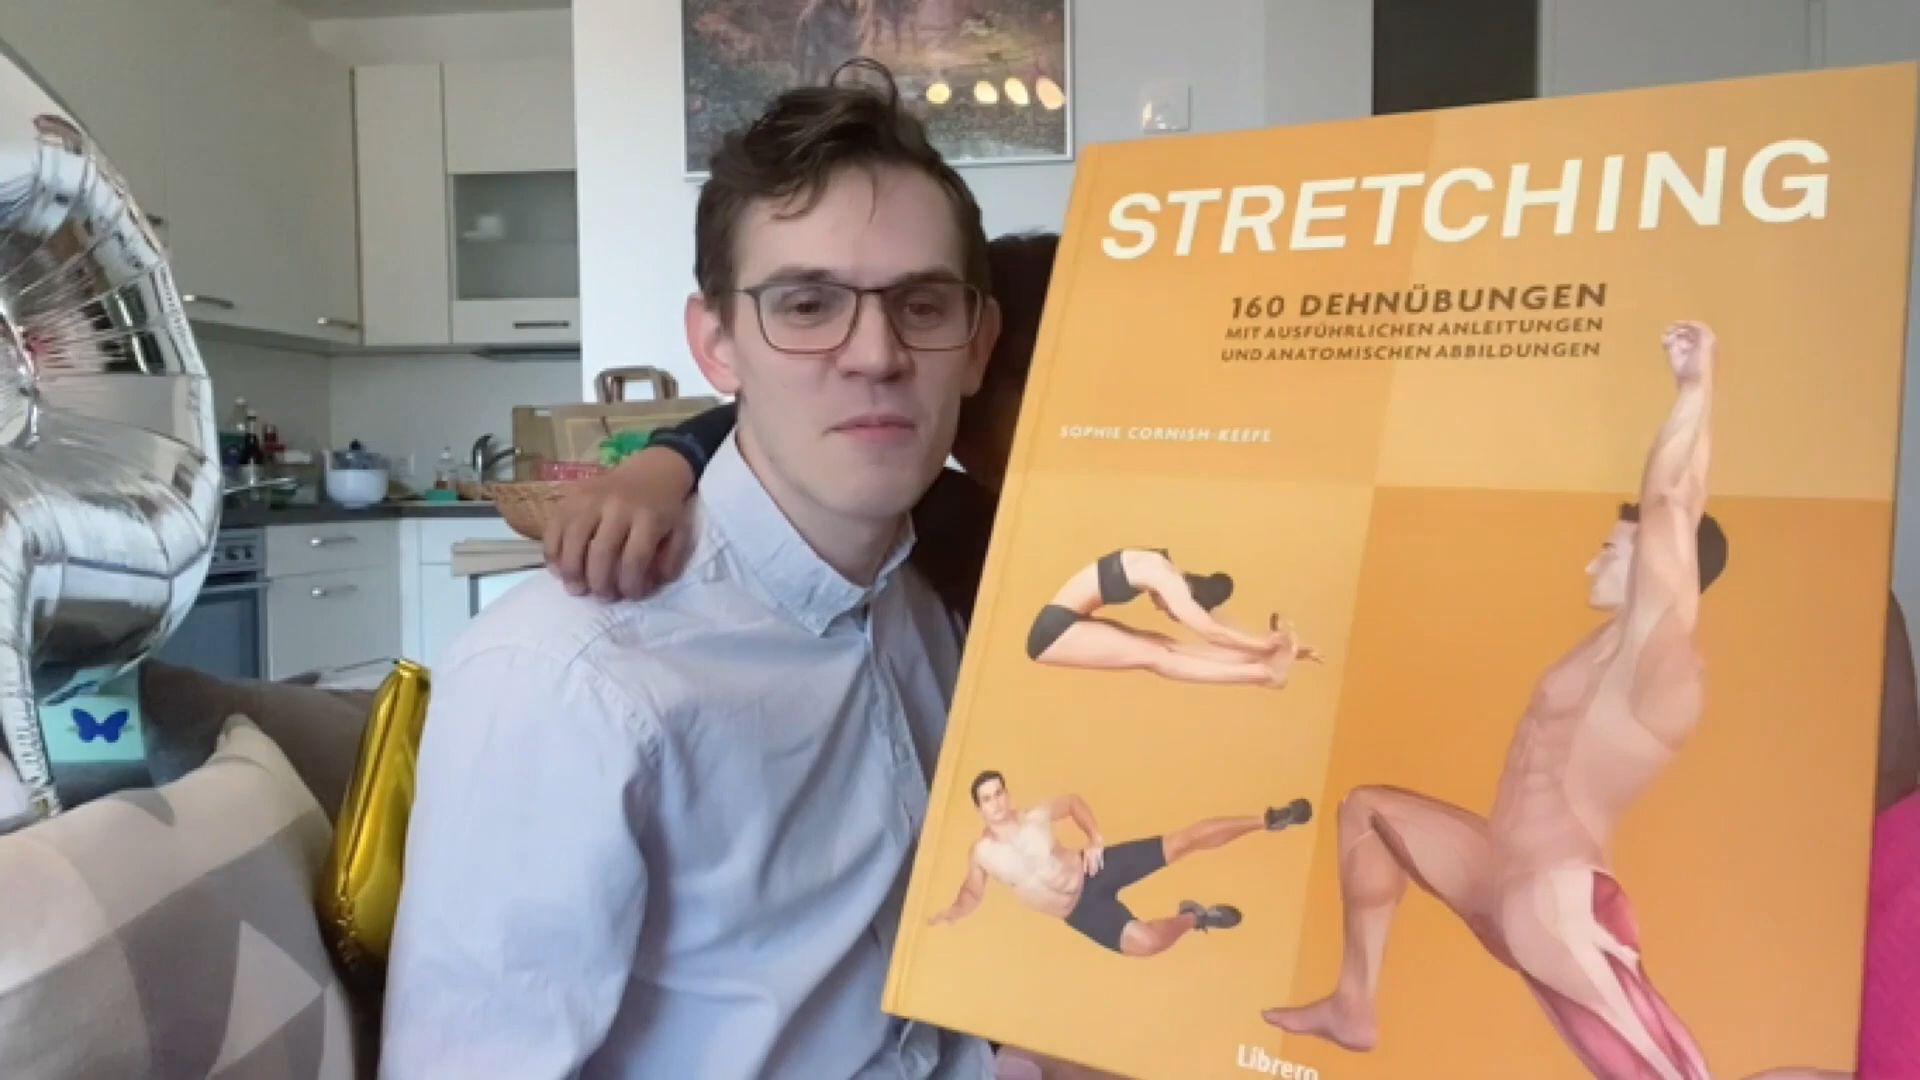 STRETCHING
160 DEHNÜBUNGEN
MIT AUSFÜHRLICHEN ANLEITUNGEN
UND ANATOMISCHEN ABBILDUNGEN
SOPHIE CORNISH-KEEFE
Librero